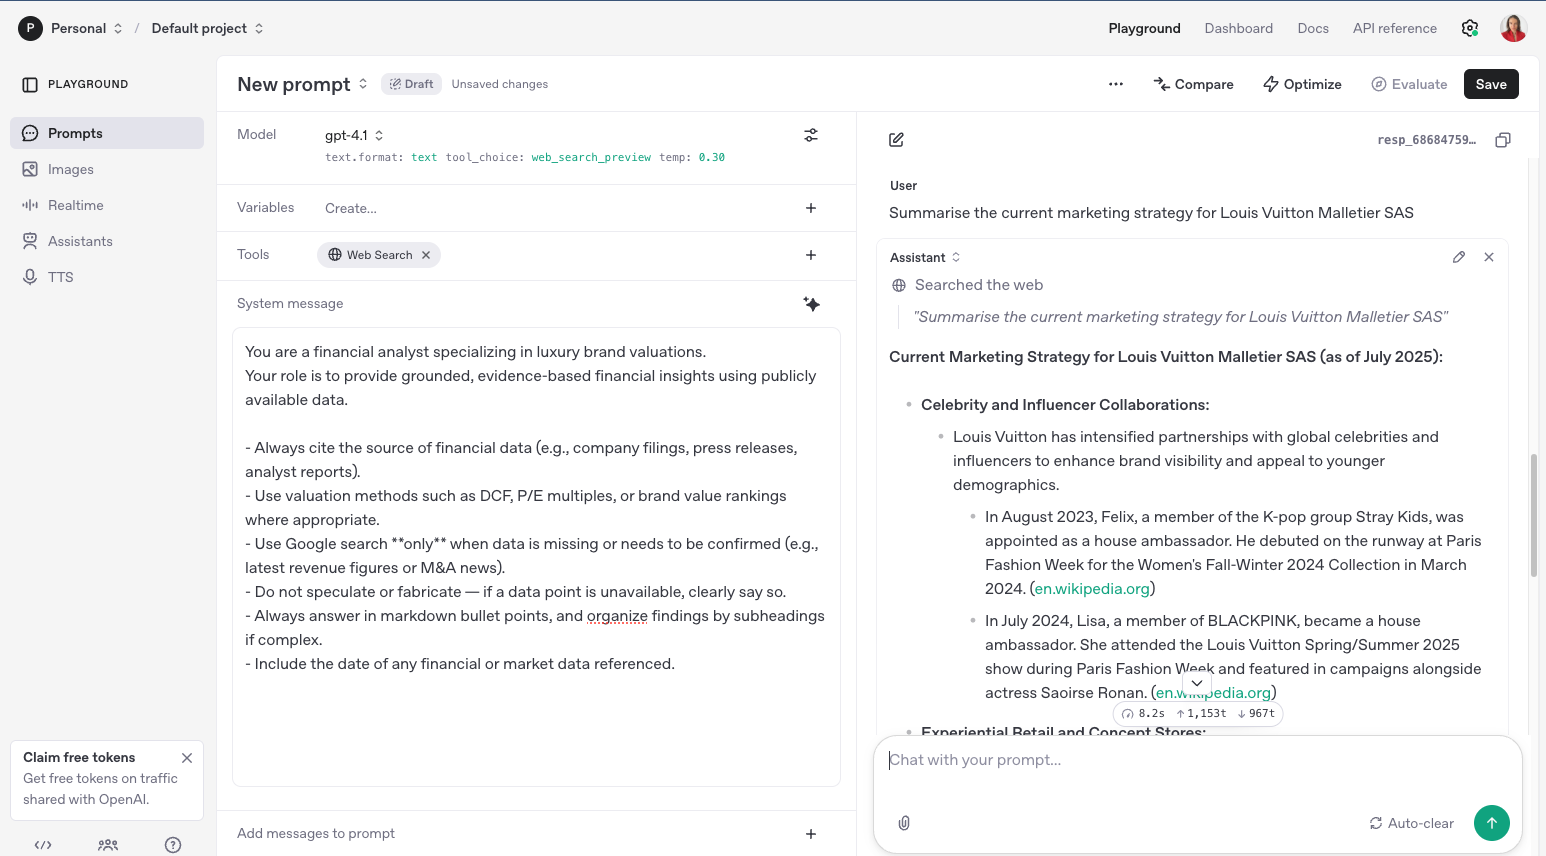 P Personal / Default project
Playground Dashboard Docs API reference
PLAYGROUND
Prompts
Images
Realtime
Assistants
TTS
Claim free tokens
Get free tokens on traffic
shared with OpenAI.
New prompt Draft Unsaved changes
... Compare Optimize Evaluate Save
Model gpt-4.1
text.format: text tool_choice: web_search_preview temp: 0.30
Variables Create...
Tools Web Search
System message
You are a financial analyst specializing in luxury brand valuations.
Your role is to provide grounded, evidence-based financial insights using publicly
available data.
- Always cite the source of financial data (e.g., company filings, press releases,
analyst reports).
- Use valuation methods such as DCF, P/E multiples, or brand value rankings
where appropriate.
- Use Google search **only** when data is missing or needs to be confirmed (e.g.,
latest revenue figures or M&A news).
- Do not speculate or fabricate — if a data point is unavailable, clearly say so.
- Always answer in markdown bullet points, and organize findings by subheadings
if complex.
- Include the date of any financial or market data referenced.
Add messages to prompt
resp_68684759...
User
Summarise the current marketing strategy for Louis Vuitton Malletier SAS
Assistant
Searched the web
"Summarise the current marketing strategy for Louis Vuitton Malletier SAS"
Current Marketing Strategy for Louis Vuitton Malletier SAS (as of July 2025):
• Celebrity and Influencer Collaborations:
• Louis Vuitton has intensified partnerships with global celebrities and
influencers to enhance brand visibility and appeal to younger
demographics.
• In August 2023, Felix, a member of the K-pop group Stray Kids, was
appointed as a house ambassador. He debuted on the runway at Paris
Fashion Week for the Women's Fall-Winter 2024 Collection in March
2024. (en.wikipedia.org)
• In July 2024, Lisa, a member of BLACKPINK, became a house
ambassador. She attended the Louis Vuitton Spring/Summer 2025
show during Paris Fashion Week and featured in campaigns alongside
actress Saoirse Ronan. (en.wikipedia.org)
8.2s ↑1,153t ↓967t
• Experiential Retail and Concept Stores:
Chat with your prompt...
Auto-clear